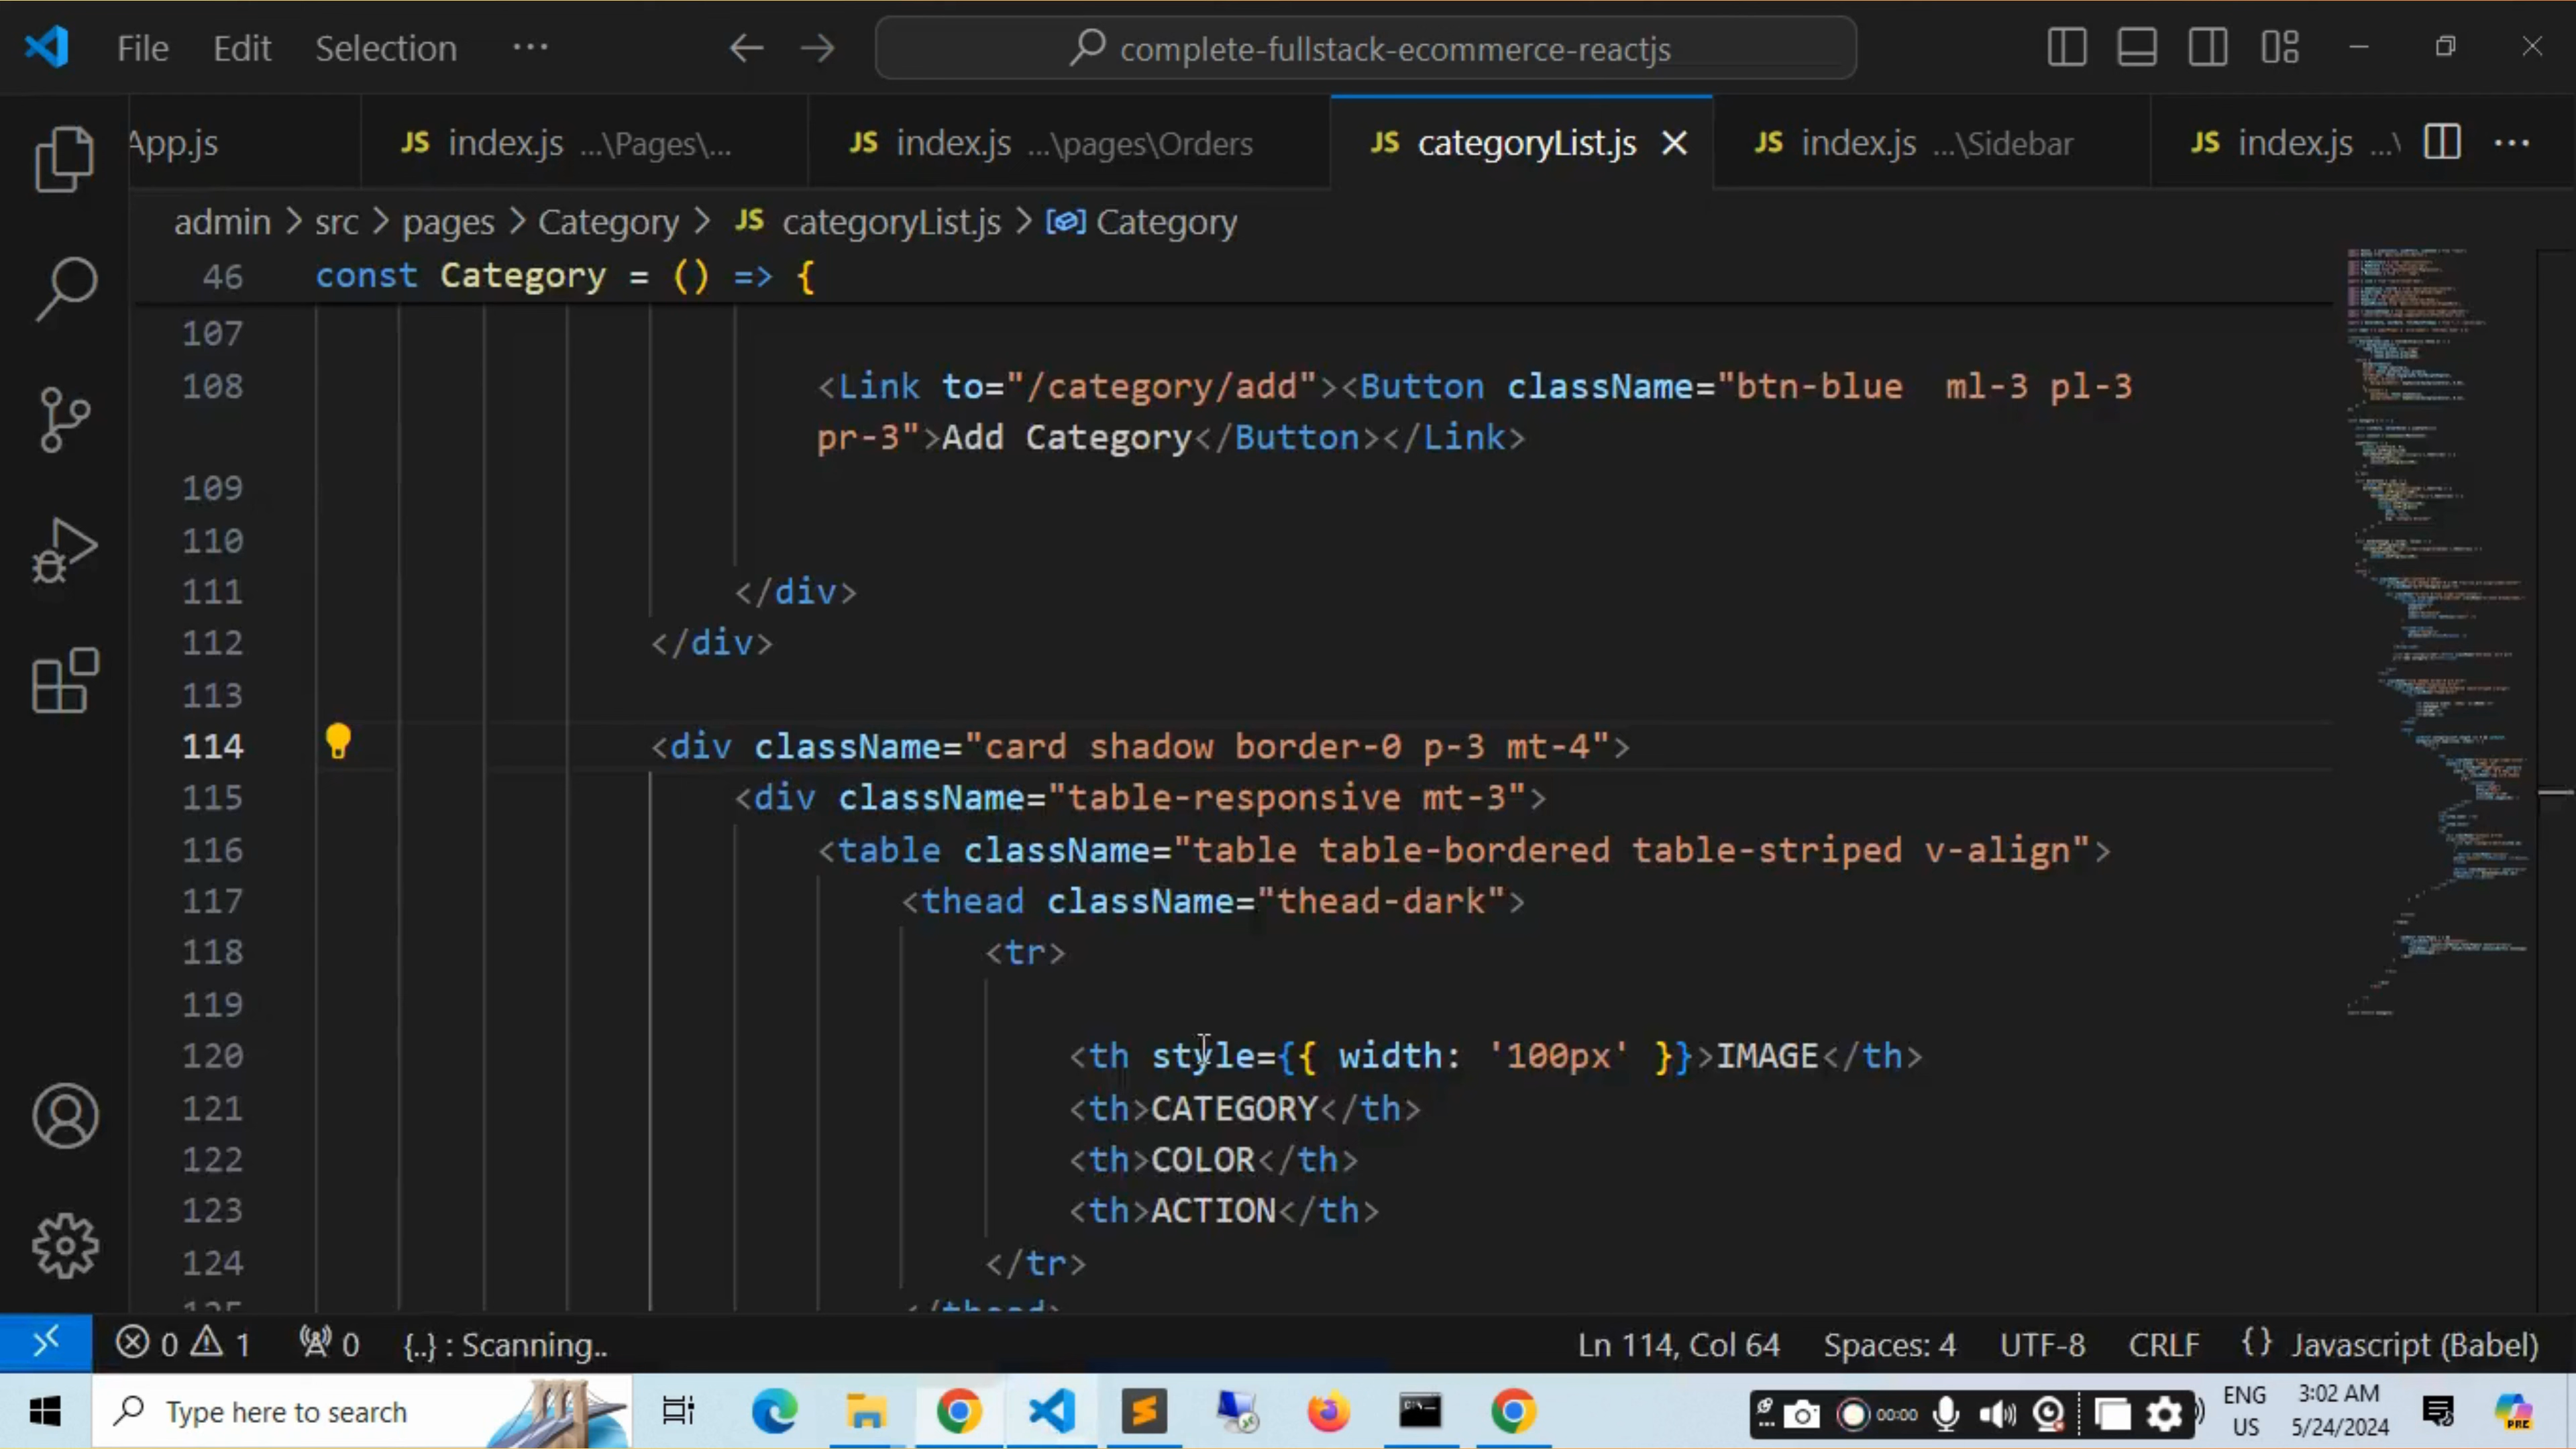 File Edit Selection ··· complete-fullstack-ecommerce-reactjs
App.js JS index.js ...\Pages\... JS index.js ...\pages\Orders JS categoryList.js JS index.js ...\Sidebar JS index.js ...\ ···
admin > src > pages > Category > JS categoryList.js > Category
46 const Category = () => {
107
108 <Link to="/category/add"><Button className="btn-blue  ml-3 pl-3
pr-3">Add Category</Button></Link>
109
110
111 </div>
112 </div>
113
114 <div className="card shadow border-0 p-3 mt-4">
115 <div className="table-responsive mt-3">
116 <table className="table table-bordered table-striped v-align">
117 <thead className="thead-dark">
118 <tr>
119
120 <th style={{ width: '100px' }}>IMAGE</th>
121 <th>CATEGORY</th>
122 <th>COLOR</th>
123 <th>ACTION</th>
124 </tr>
125 </thead>
0 1 0 {..} : Scanning.. Ln 114, Col 64 Spaces: 4 UTF-8 CRLF {} Javascript (Babel)
Type here to search 00:00 ENG 3:02 AM
US 5/24/2024 PRE